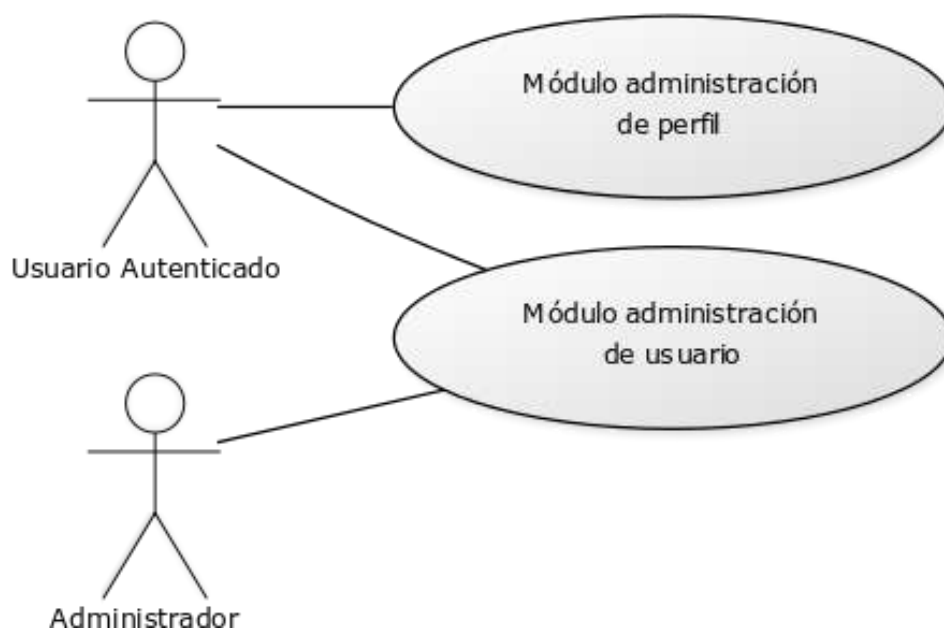 Módulo administración
de perfil
Usuario Autenticado
Módulo administración
de usuario
Administrador